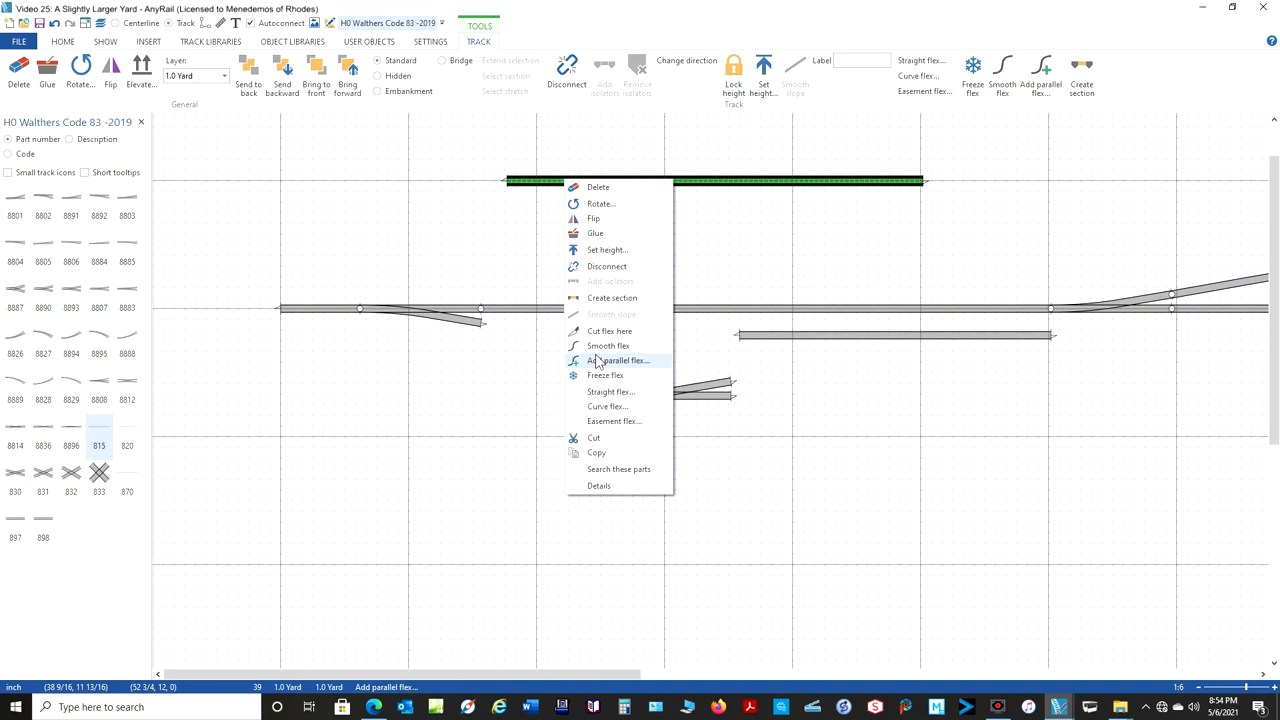 Video 25: A Slightly Larger Yard - AnyRail (Licensed to Menedemos of Rhodes)
Centerline Track Autoconnect H0 Walthers Code 83 -2019 TOOLS
FILE HOME SHOW INSERT TRACK LIBRARIES OBJECT LIBRARIES USER OBJECTS SETTINGS TRACK
Layer: Standard Bridge Extend selection Change direction Label Straight flex...
1.0 Yard Hidden Select section Curve flex...
Embankment Select stretch Easement flex...
Delete Glue Rotate... Flip Elevate... Send to back Send backward Bring to front Bring forward Disconnect Add isolators Remove isolators Lock height Set height... Smooth slope Freeze flex Smooth flex Add parallel flex... Create section
General Track
H0 Walthers Code 83 -2019
Part number Description
Code
Small track icons Short tooltips
8801 8802 8891 8892 8803
8804 8805 8806 8884 8885
8887 8890 8893 8807 8883
8826 8827 8894 8895 8888
8889 8828 8829 8808 8812
8814 8836 8896 815 820
830 831 832 833 870
897 898
Delete
Rotate...
Flip
Glue
Set height...
Disconnect
Add isolators
Create section
Smooth slope
Cut flex here
Smooth flex
Add parallel flex...
Freeze flex
Straight flex...
Curve flex...
Easement flex...
Cut
Copy
Search these parts
Details
inch (38 9/16, 11 13/16) (52 3/4, 12, 0) 39 1.0 Yard 1.0 Yard Add parallel flex... 1:6
Type here to search
8:54 PM
5/6/2021